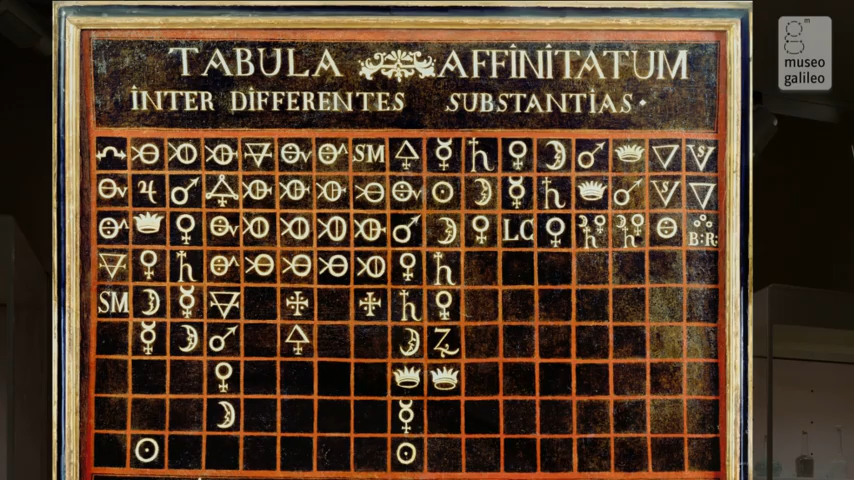 TABULA AFFINITATUM
INTER DIFFERENTES SUBSTANTIAS
museo
galileo
SM
SM
LC
B:R: